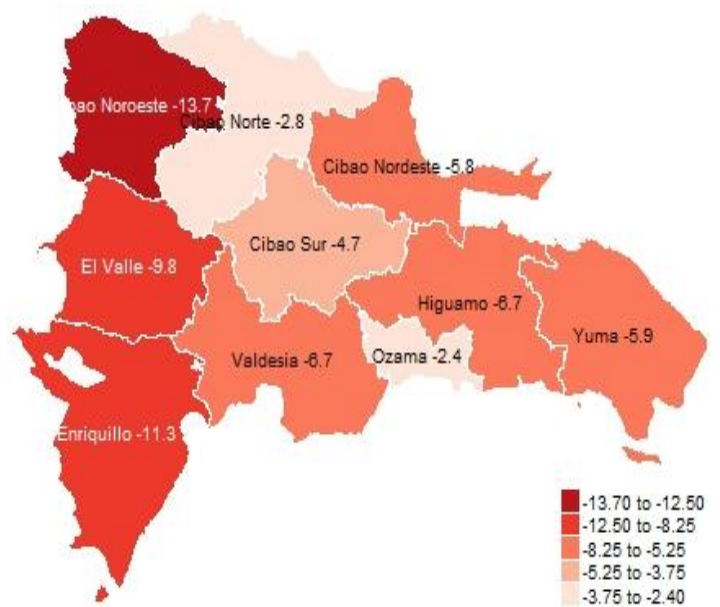 bao Noroeste -13.7
Cibao Norte -2.8
Cibao Nordeste -5.8
Cibao Sur -4.7
El Valle -9.8
Higuamo -6.7
Yuma -5.9
Ozama -2.4
Valdesia -6.7
Enriquillo -11.3
-13.70 to -12.50
-12.50 to -8.25
-8.25 to -5.25
-5.25 to -3.75
-3.75 to -2.40